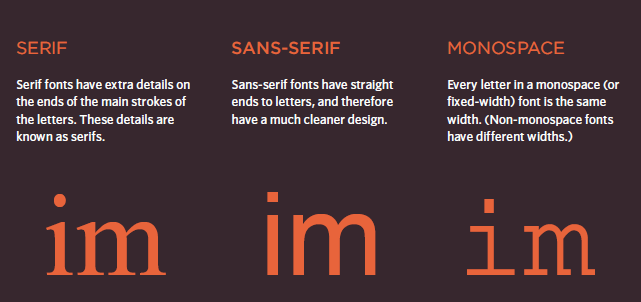 SERIF
Serif fonts have extra details on
the ends of the main strokes of
the letters. These details are
known as serifs.
im
SANS-SERIF
Sans-serif fonts have straight
ends to letters, and therefore
have a much cleaner design.
im
MONOSPACE
Every letter in a monospace (or
fixed-width) font is the same
width. (Non-monospace fonts
have different widths.)
im